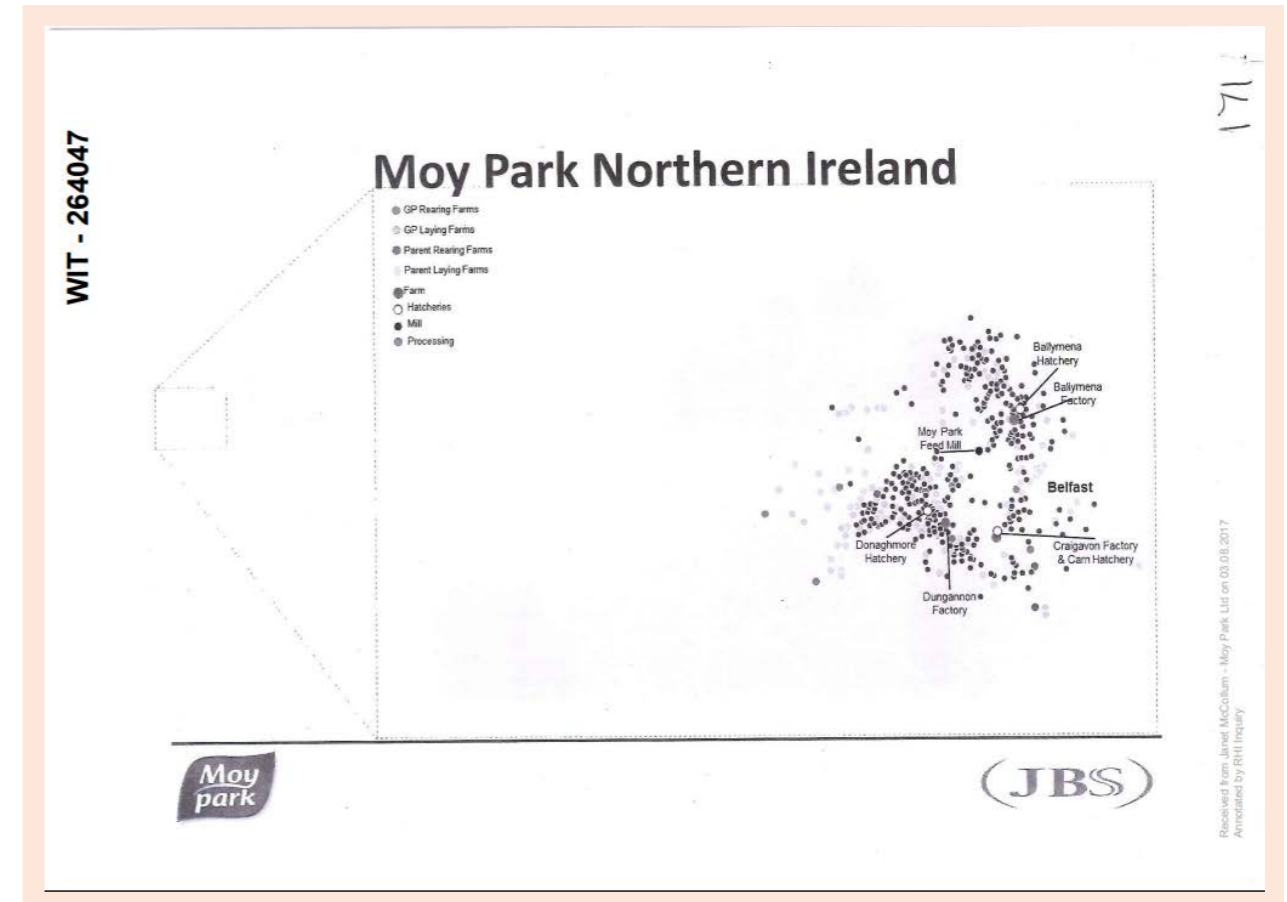 WIT - 264047
171
Moy Park Northern Ireland
GP Rearing Farms
GP Laying Farms
Parent Rearing Farms
Parent Laying Farms
Farm
Hatcheries
Mill
Processing
Ballymena
Hatchery
Ballymena
Factory
Moy Park
Feed Mill
Belfast
Donaghmore
Hatchery
Craigavon Factory
& Carn Hatchery
Dungannon
Factory
Moy
park
(JBS)
Received from Janet McCollum - Moy Park Ltd on 03.08.2017
Annotated by RHI Inquiry